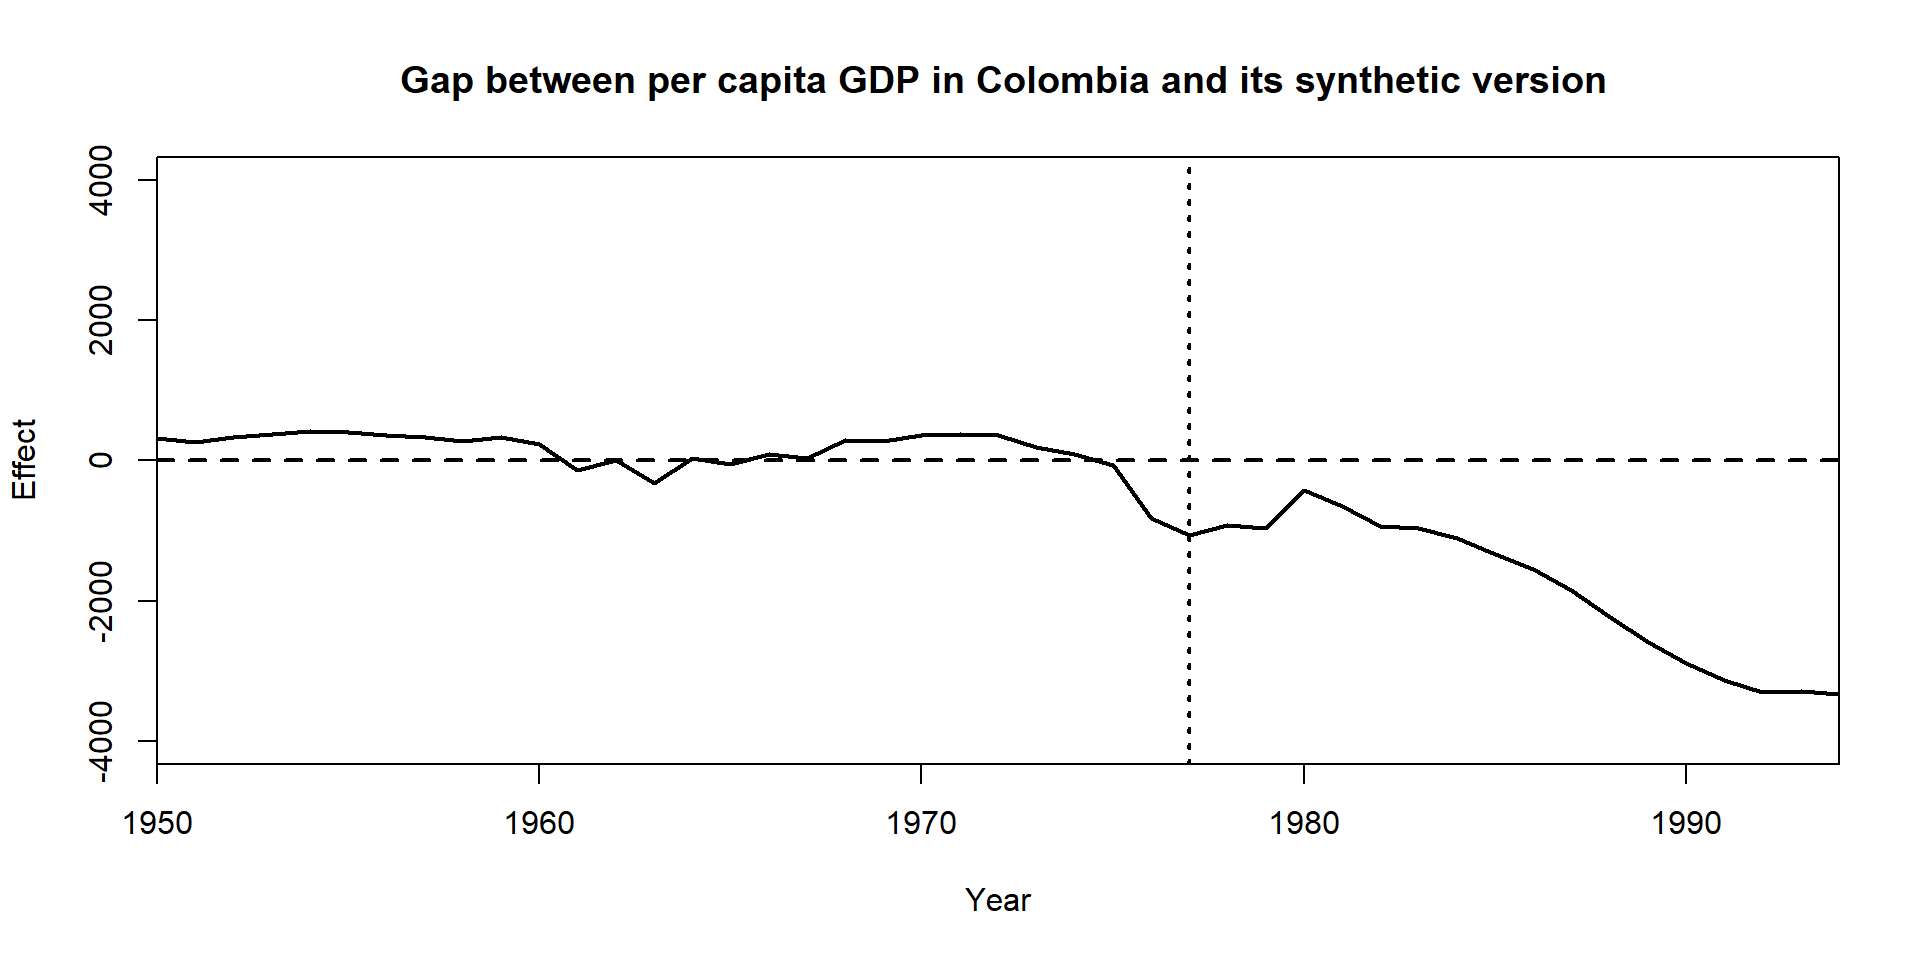 Gap between per capita GDP in Colombia and its synthetic version
4000
2000
0
-2000
-4000
Effect
1950 1960 1970 1980 1990
Year